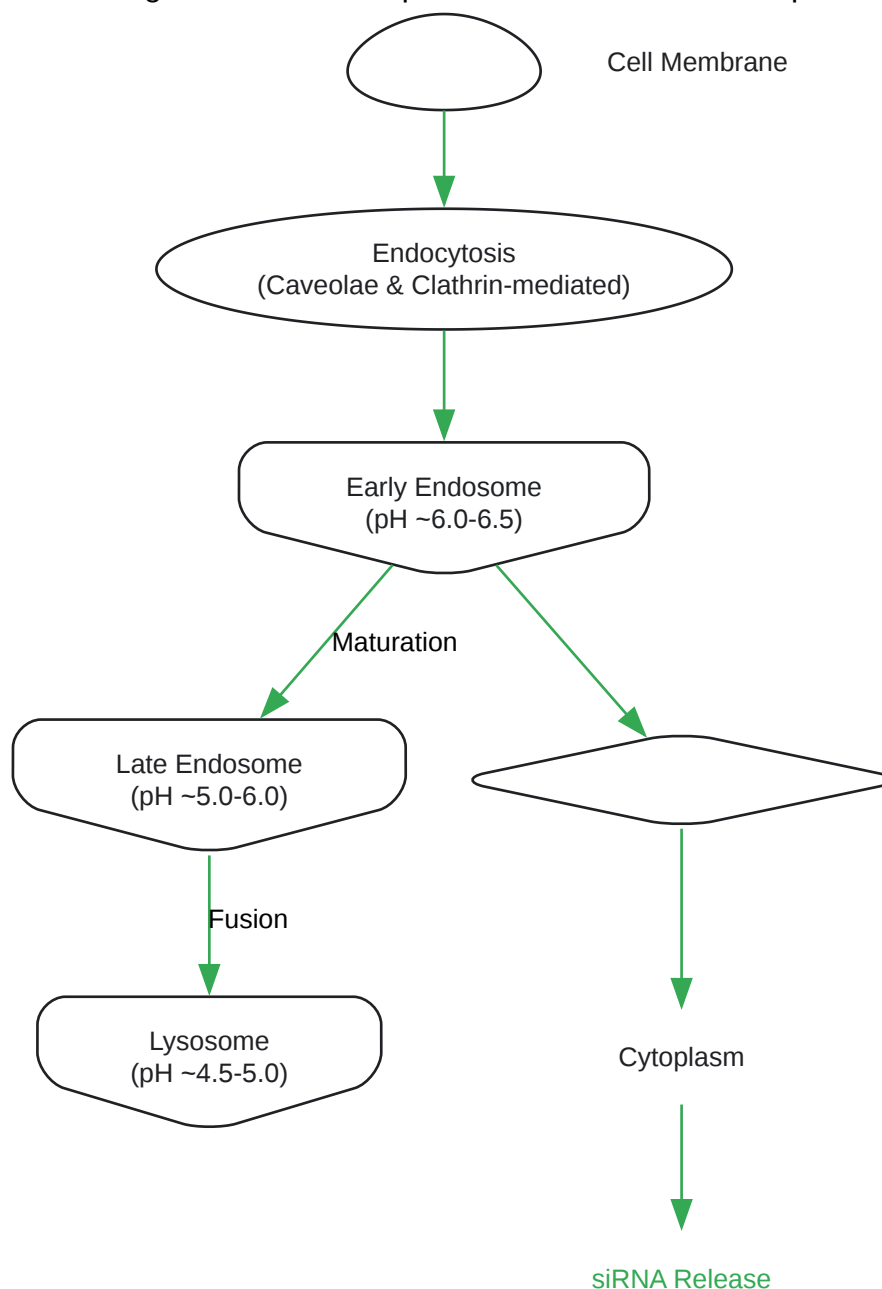 Cell Membrane
Endocytosis
(Caveolae & Clathrin-mediated)
Early Endosome
(pH ~6.0-6.5)
Maturation
Late Endosome
(pH ~5.0-6.0)
Fusion
Lysosome
(pH ~4.5-5.0)
Cytoplasm
siRNA Release